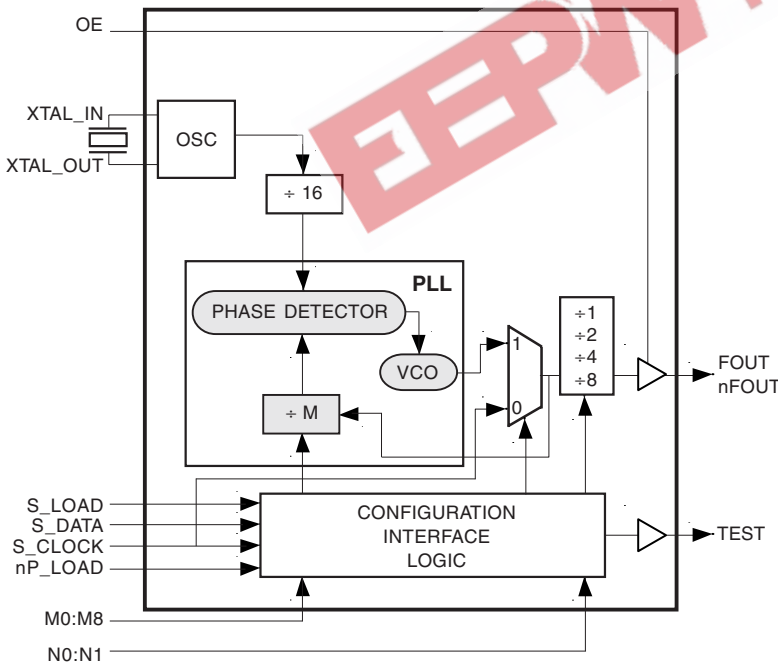 OE
XTAL_IN
OSC
XTAL_OUT
÷ 16
PLL
PHASE DETECTOR
VCO
÷ M
1
0
÷1
÷2
÷4
÷8
FOUT
nFOUT
S_LOAD
S_DATA
S_CLOCK
nP_LOAD
CONFIGURATION
INTERFACE
LOGIC
TEST
M0:M8
N0:N1